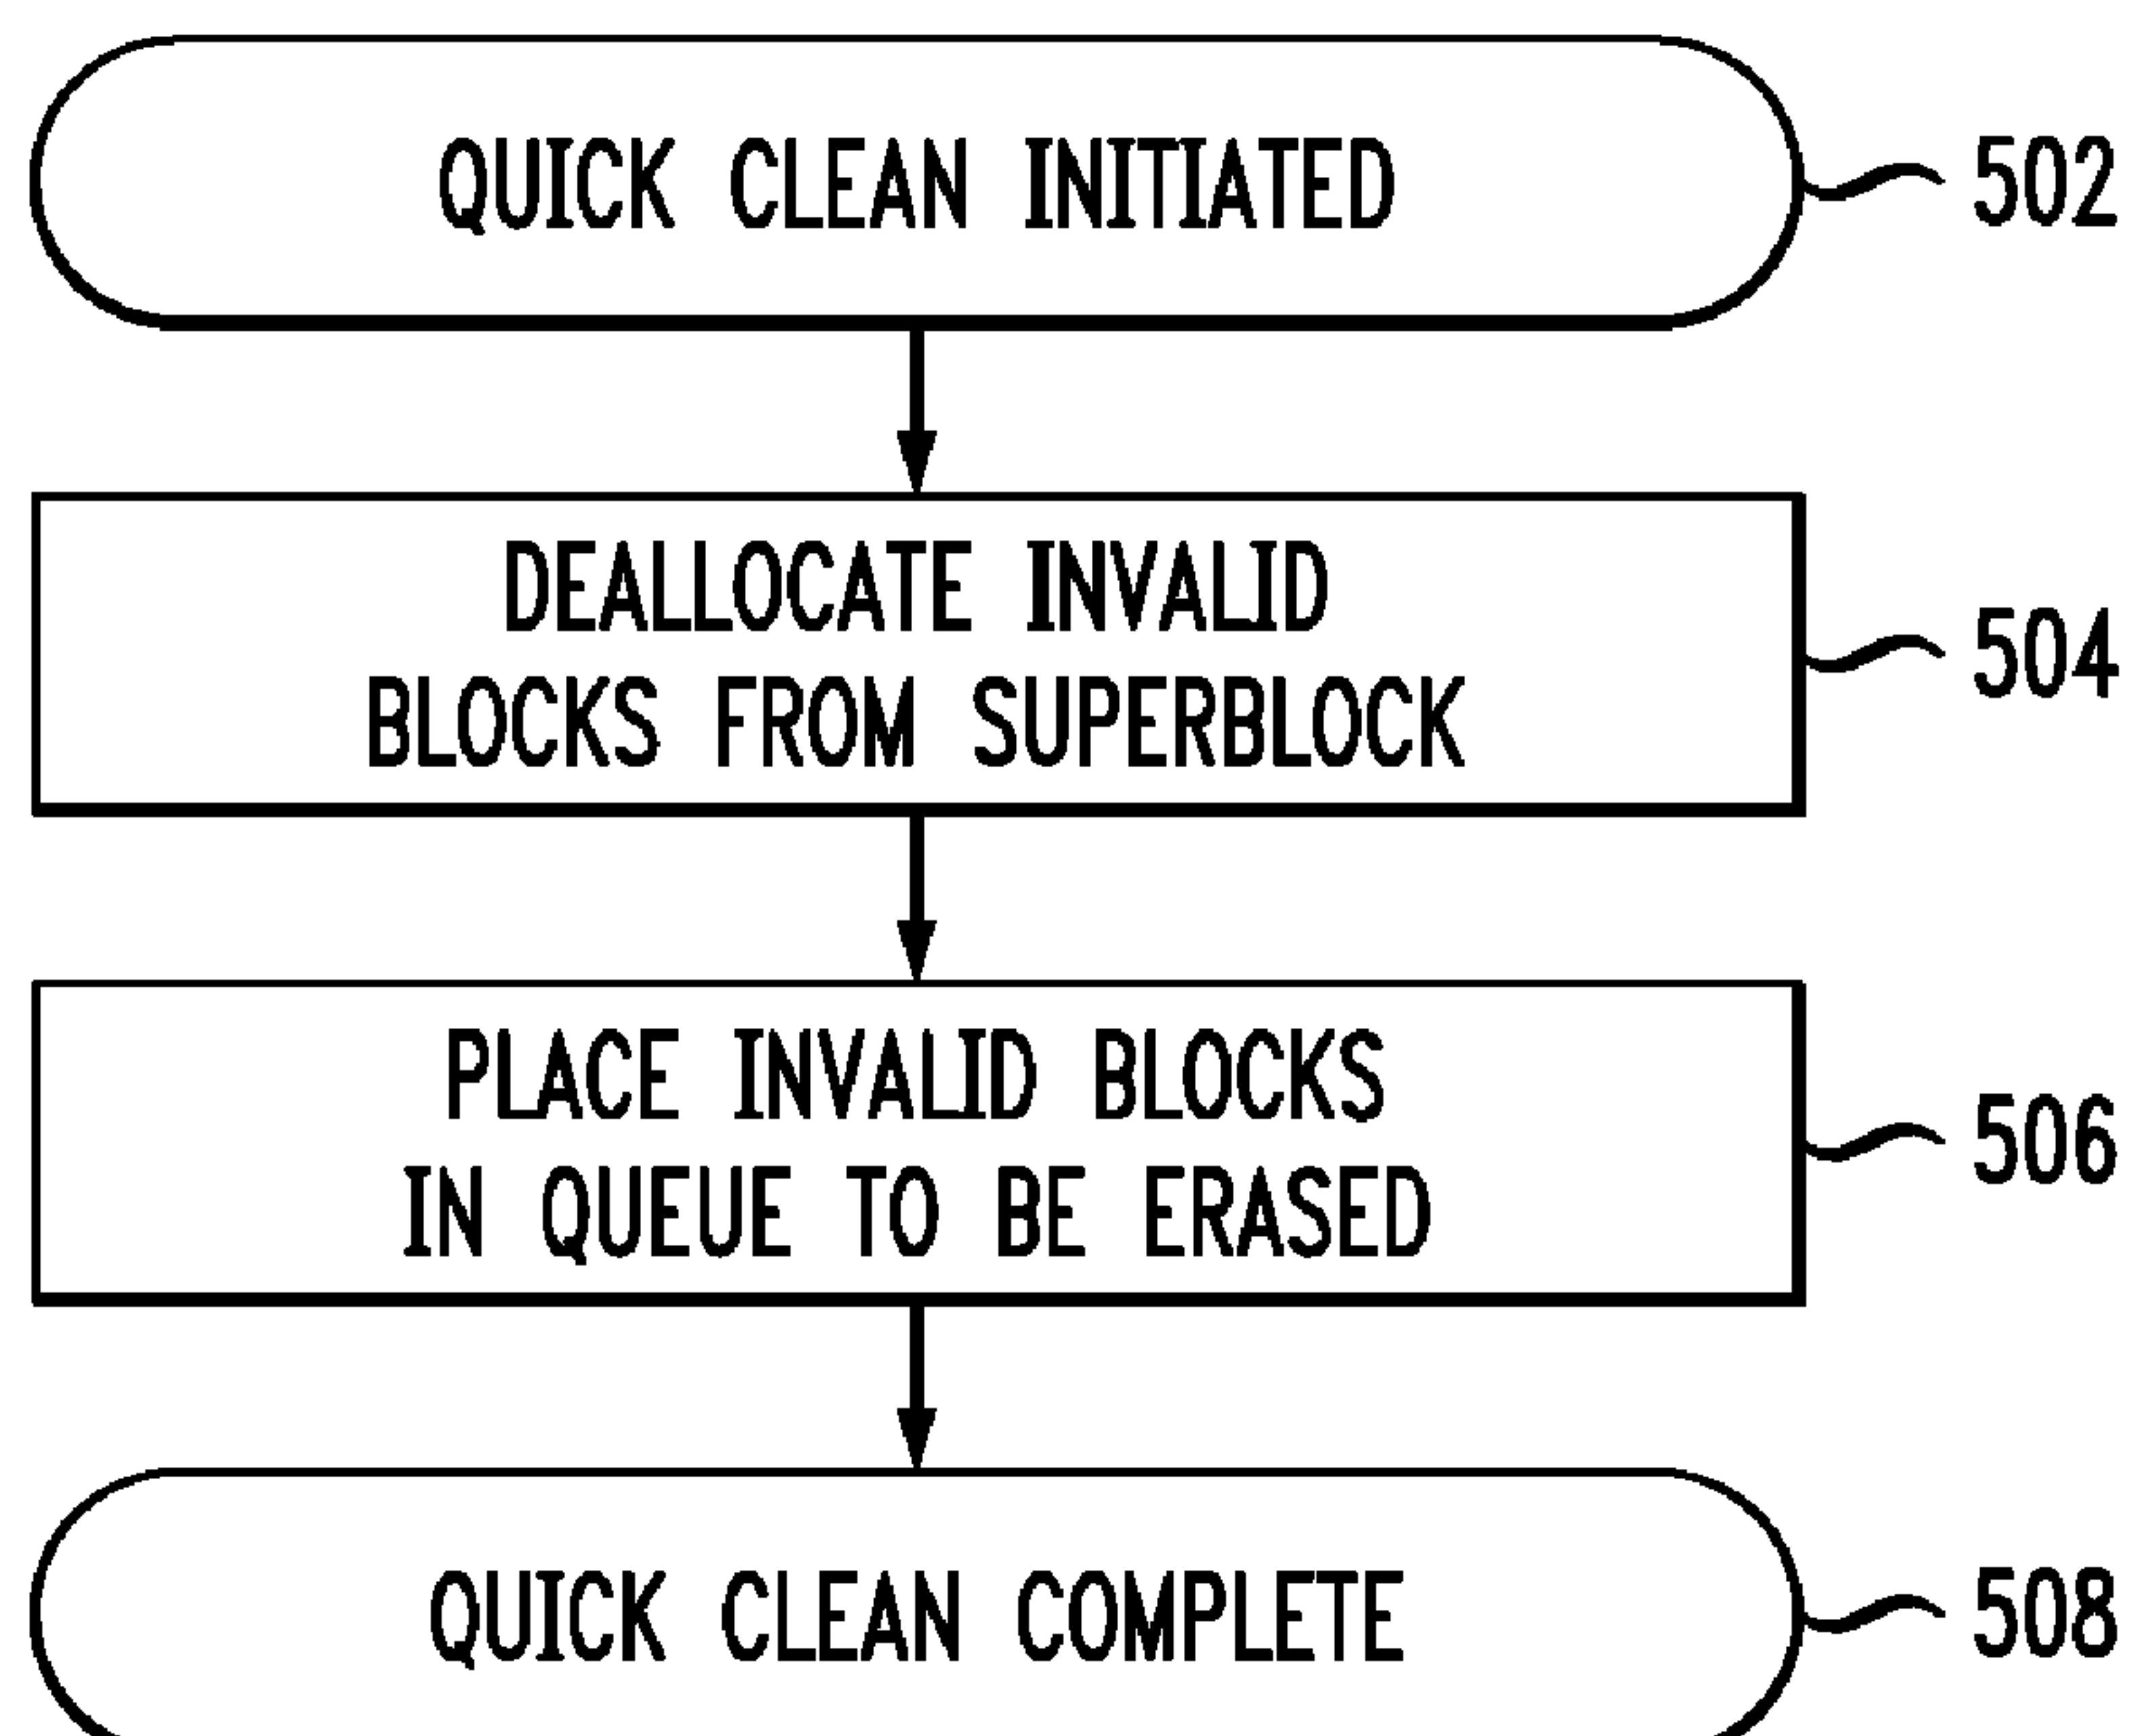 QUICK CLEAN INITIATED
502
DEALLOCATE INVALID
BLOCKS FROM SUPERBLOCK
504
PLACE INVALID BLOCKS
IN QUEUE TO BE ERASED
506
QUICK CLEAN COMPLETE
508